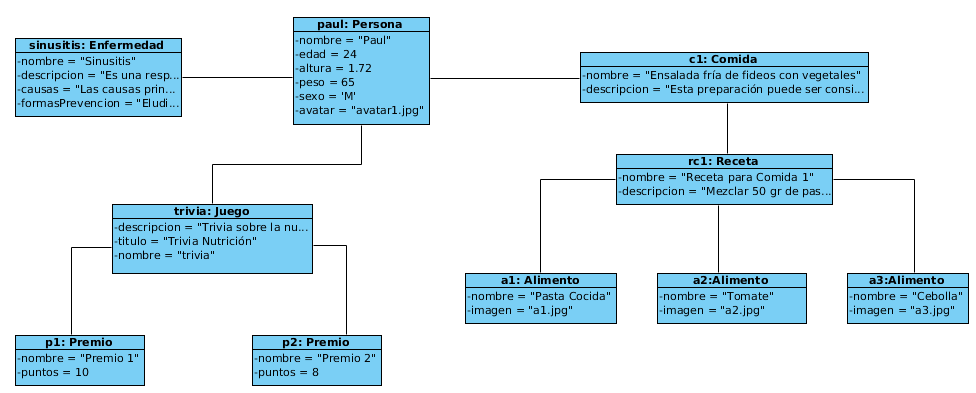 paul: Persona
-nombre = "Paul"
-edad = 24
-altura = 1.72
-peso = 65
-sexo = 'M'
-avatar = "avatar1.jpg"
sinusitis: Enfermedad
-nombre = "Sinusitis"
-descripcion = "Es una resp...
-causas = "Las causas prin...
-formasPrevencion = "Eludi...
c1: Comida
-nombre = "Ensalada fría de fideos con vegetales"
-descripcion = "Esta preparación puede ser consi...
rc1: Receta
-nombre = "Receta para Comida 1"
-descripcion = "Mezclar 50 gr de pas...
trivia: Juego
-descripcion = "Trivia sobre la nu...
-titulo = "Trivia Nutrición"
-nombre = "trivia"
a1: Alimento
-nombre = "Pasta Cocida"
-imagen = "a1.jpg"
a2:Alimento
-nombre = "Tomate"
-imagen = "a2.jpg"
a3:Alimento
-nombre = "Cebolla"
-imagen = "a3.jpg"
p1: Premio
-nombre = "Premio 1"
-puntos = 10
p2: Premio
-nombre = "Premio 2"
-puntos = 8